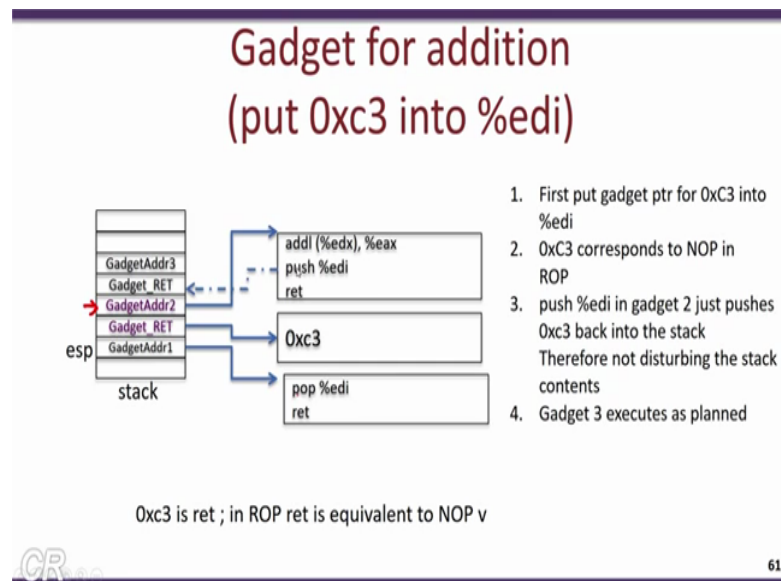 Gadget for addition
(put 0xc3 into %edi)
GadgetAddr3
Gadget_RET
GadgetAddr2
Gadget_RET
esp
GadgetAddr1
stack
addl (%edx), %eax
push %edi
ret
0xc3
pop %edi
ret
1. First put gadget ptr for 0xC3 into
%edi
2. 0xC3 corresponds to NOP in
ROP
3. push %edi in gadget 2 just pushes
0xc3 back into the stack
Therefore not disturbing the stack
contents
4. Gadget 3 executes as planned
0xc3 is ret ; in ROP ret is equivalent to NOP v
CR
61